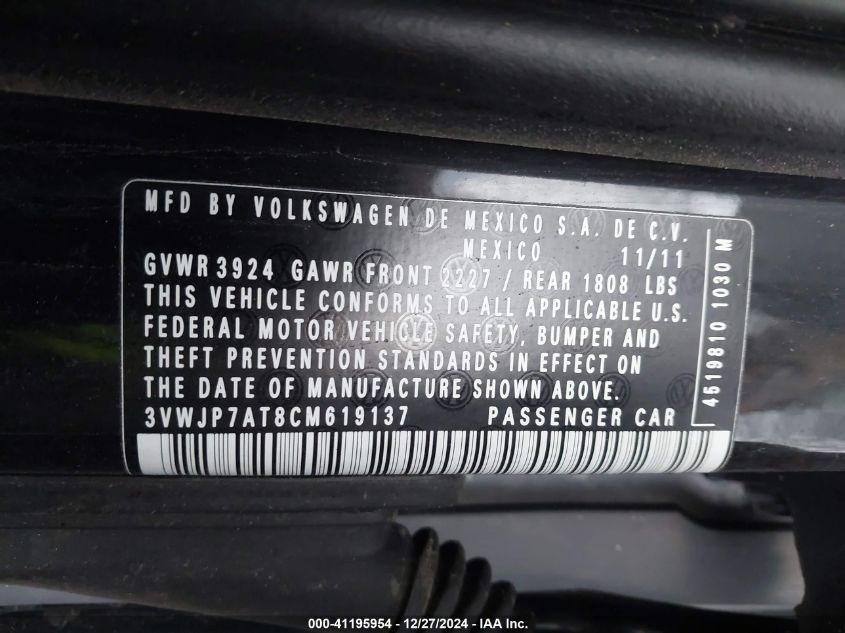 MFD BY VOLKSWAGEN DE MEXICO S.A. DE C.V.
MEXICO 11/11
GVWR 3924 GAWR FRONT 2227 / REAR 1808 LBS
THIS VEHICLE CONFORMS TO ALL APPLICABLE U.S.
FEDERAL MOTOR VEHICLE SAFETY, BUMPER AND
THEFT PREVENTION STANDARDS IN EFFECT ON
THE DATE OF MANUFACTURE SHOWN ABOVE.
3VWJP7AT8CM619137 PASSENGER CAR
4519810 1030 M
000-41195954 - 12/27/2024 - IAA Inc.